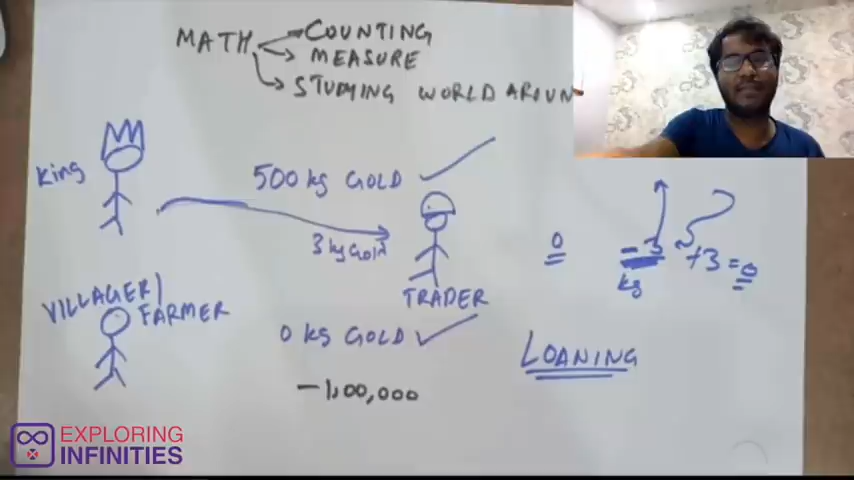 MATH
COUNTING
MEASURE
STUDYING WORLD AROUN
King
500 kg GOLD
3 kg Gold
TRADER
0
-3 +3 = 0
kg
VILLAGER/
FARMER
0 kg GOLD
LOANING
-1,00,000
EXPLORING
INFINITIES